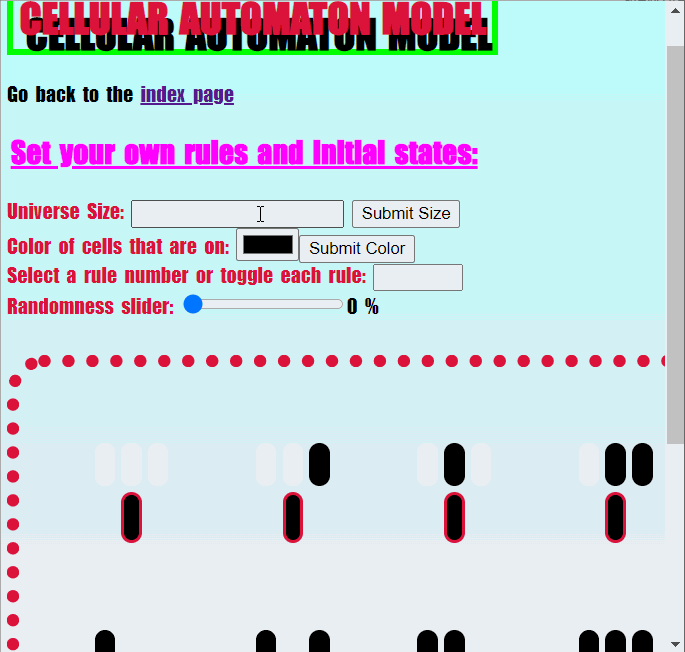 CELLULAR AUTOMATON MODEL
Go back to the index page
Set your own rules and initial states:
Universe Size: Submit Size
Color of cells that are on: Submit Color
Select a rule number or toggle each rule:
Randomness slider: 0 %